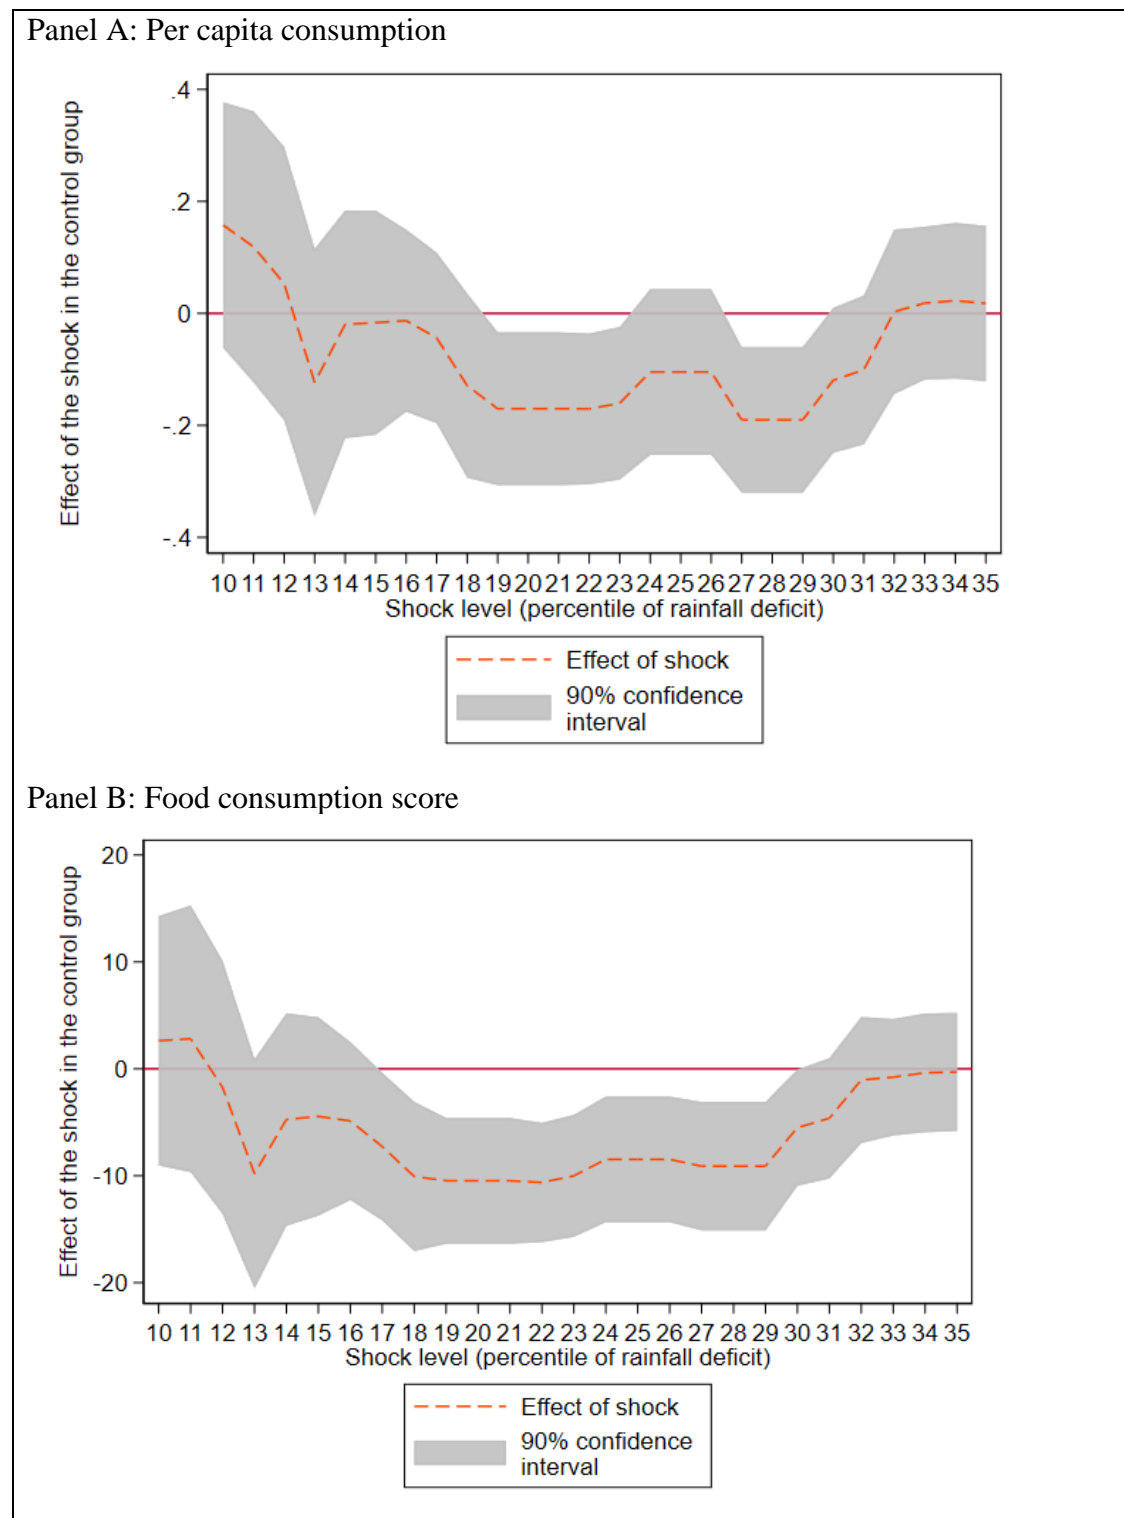 Panel A: Per capita consumption
Effect of the shock in the control group
.4
.2
0
-.2
-.4
10 11 12 13 14 15 16 17 18 19 20 21 22 23 24 25 26 27 28 29 30 31 32 33 34 35
Shock level (percentile of rainfall deficit)
Effect of shock
90% confidence
interval
Panel B: Food consumption score
Effect of the shock in the control group
20
10
0
-10
-20
10 11 12 13 14 15 16 17 18 19 20 21 22 23 24 25 26 27 28 29 30 31 32 33 34 35
Shock level (percentile of rainfall deficit)
Effect of shock
90% confidence
interval